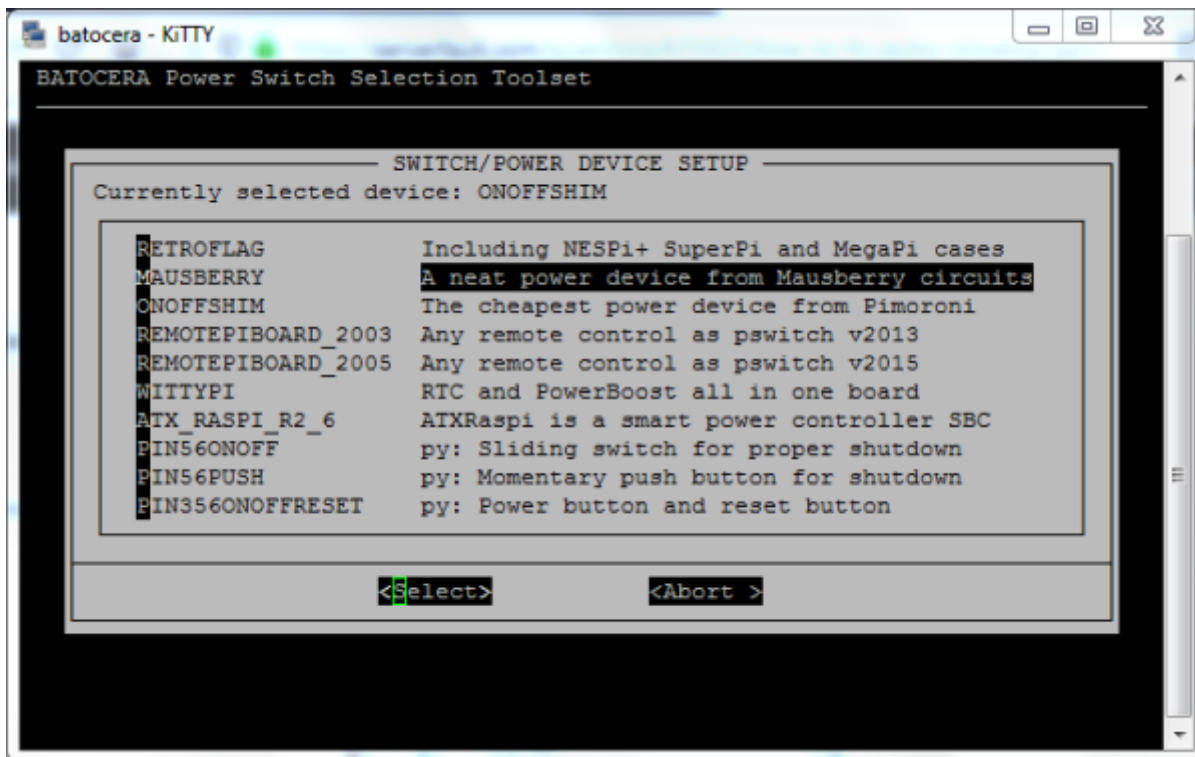 batocera - KiTTY
BATOCERA Power Switch Selection Toolset
SWITCH/POWER DEVICE SETUP
Currently selected device: ONOFFSHIM
RETROFLAG Including NESPi+ SuperPi and MegaPi cases
MAUSBERRY A neat power device from Mausberry circuits
ONOFFSHIM The cheapest power device from Pimoroni
REMOTEPIBOARD_2003 Any remote control as pswitch v2013
REMOTEPIBOARD_2005 Any remote control as pswitch v2015
WITTYPI RTC and PowerBoost all in one board
ATX_RASPI_R2_6 ATXRaspi is a smart power controller SBC
PIN56ONOFF py: Sliding switch for proper shutdown
PIN56PUSH py: Momentary push button for shutdown
PIN356ONOFFRESET py: Power button and reset button
<Select> <Abort >